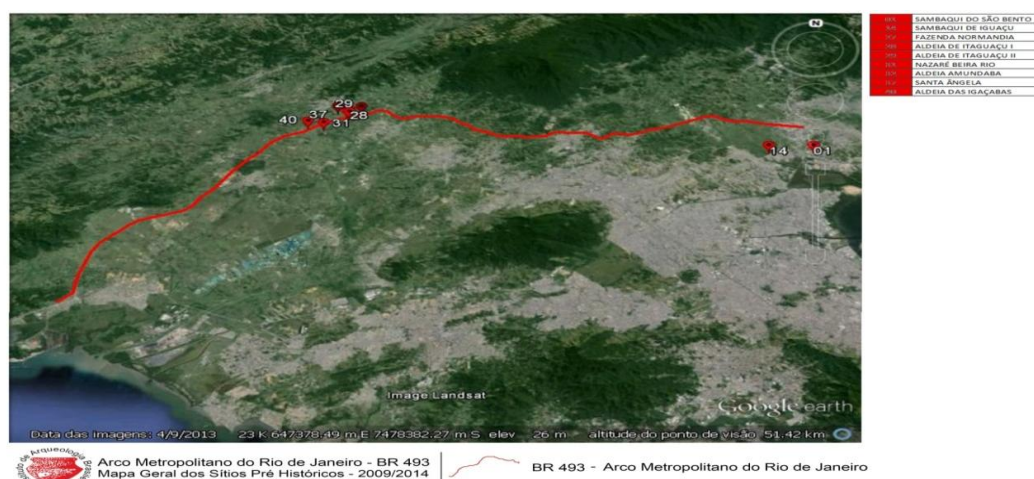 N
SAMBAQUI DO SÃO BENTO
SAMBAQUI DE IGUAÇU
FAZENDA NORMANDIA
ALDEIA DE ITAGUAÇU I
ALDEIA DE ITAGUAÇU II
NAZARÉ BEIRA RIO
ALDEIA AMUNDABA
SANTA ÂNGELA
ALDEIA DAS IGAÇABAS
29
40 37 31 28
14 01
Image Landsat
Google earth
Data das imagens: 4/9/2013 23 K 647378.49 m E 7478382.27 m S elev 26 m altitude do ponto de visão 51.42 km
de Arqueologia
Arco Metropolitano do Rio de Janeiro - BR 493
Mapa Geral dos Sítios Pré Históricos - 2009/2014
BR 493 - Arco Metropolitano do Rio de Janeiro